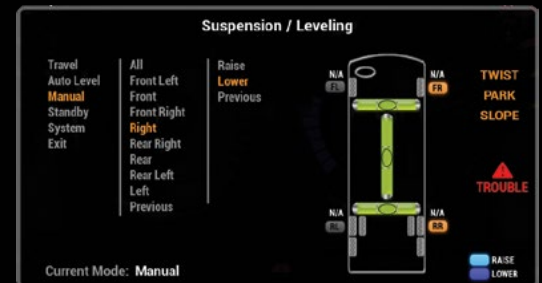 Suspension / Leveling
Travel
Auto Level
Manual
Standby
System
Exit
All
Front Left
Front
Front Right
Right
Rear Right
Rear
Rear Left
Left
Previous
Raise
Lower
Previous
N/A
FL
N/A
FR
N/A
RL
N/A
RR
TWIST
PARK
SLOPE
TROUBLE
RAISE
LOWER
Current Mode: Manual